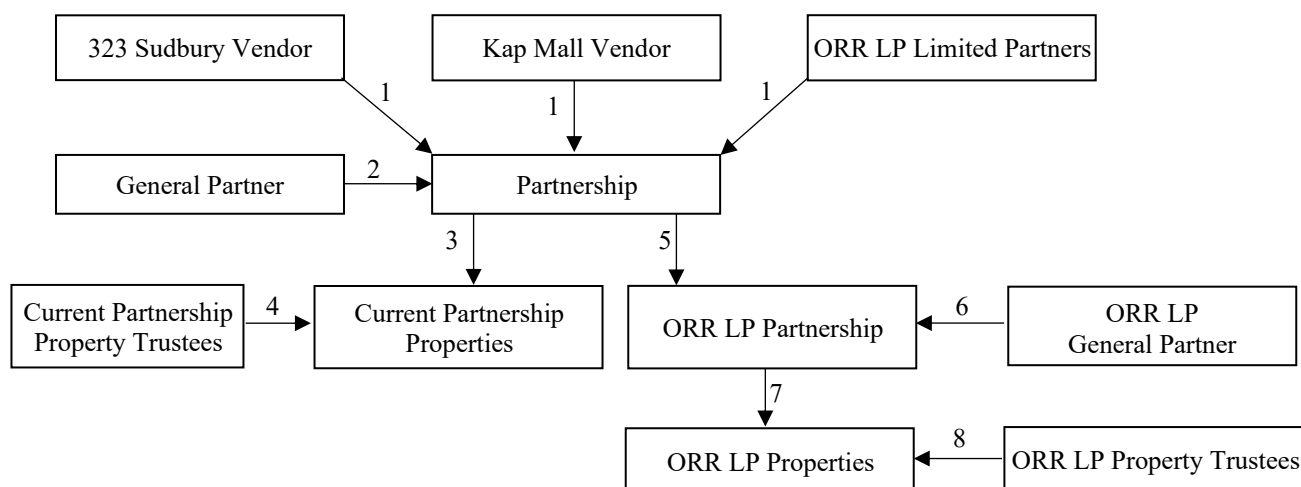 323 Sudbury Vendor
Kap Mall Vendor
ORR LP Limited Partners
1
1
1
General Partner
2
Partnership
3
5
Current Partnership
Property Trustees
4
Current Partnership
Properties
ORR LP Partnership
6
ORR LP
General Partner
7
ORR LP Properties
8
ORR LP Property Trustees